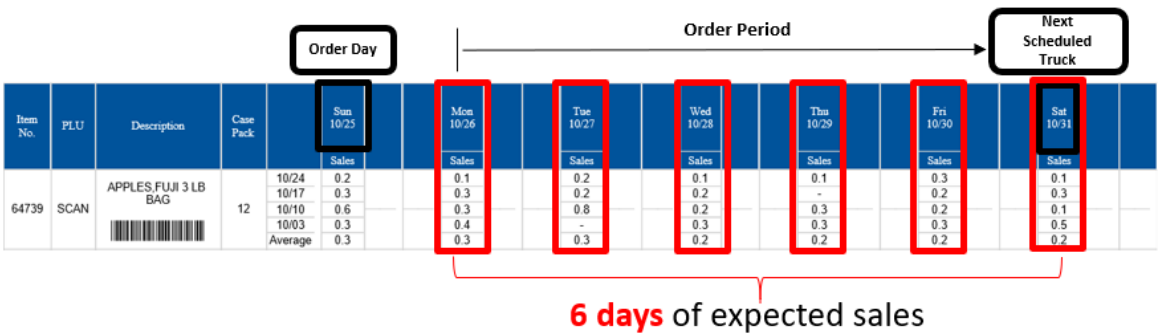 Order Day
Order Period
Next
Scheduled
Truck
Item No. PLU Description Case Pack Sun 10/25 Mon 10/26 Tue 10/27 Wed 10/28 Thu 10/29 Fri 10/30 Sat 10/31
Sales Sales Sales Sales Sales Sales Sales
64739 SCAN APPLES,FUJI 3 LB BAG 12
10/24 0.2 0.1 0.2 0.1 0.1 0.3 0.1
10/17 0.3 0.3 0.2 0.2 - 0.2 0.3
10/10 0.6 0.3 0.8 0.2 0.3 0.2 0.1
10/03 0.3 0.4 - 0.3 0.3 0.3 0.5
Average 0.3 0.3 0.3 0.2 0.2 0.2 0.2
6 days of expected sales